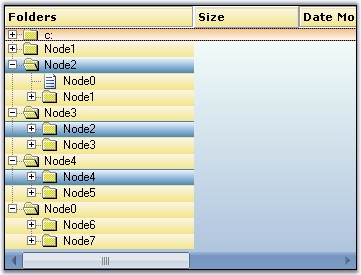 Folders Size Date Mo
c:
Node1
Node2
Node0
Node1
Node3
Node2
Node3
Node4
Node4
Node5
Node0
Node6
Node7